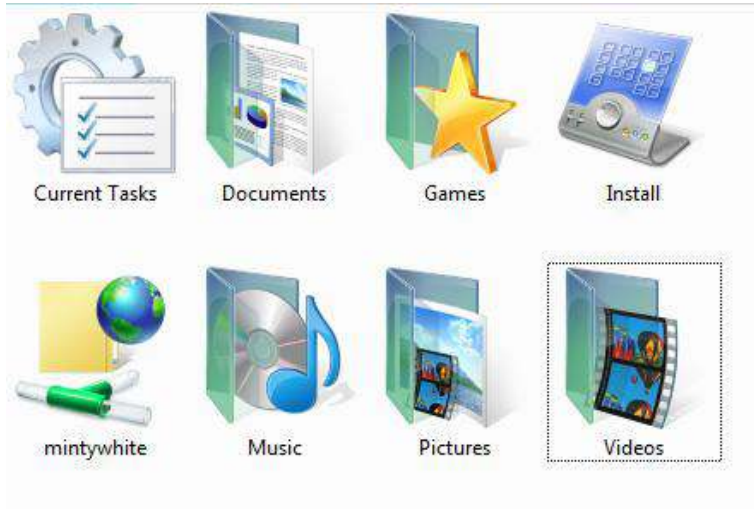 Current Tasks
Documents
Games
Install
mintywhite
Music
Pictures
Videos